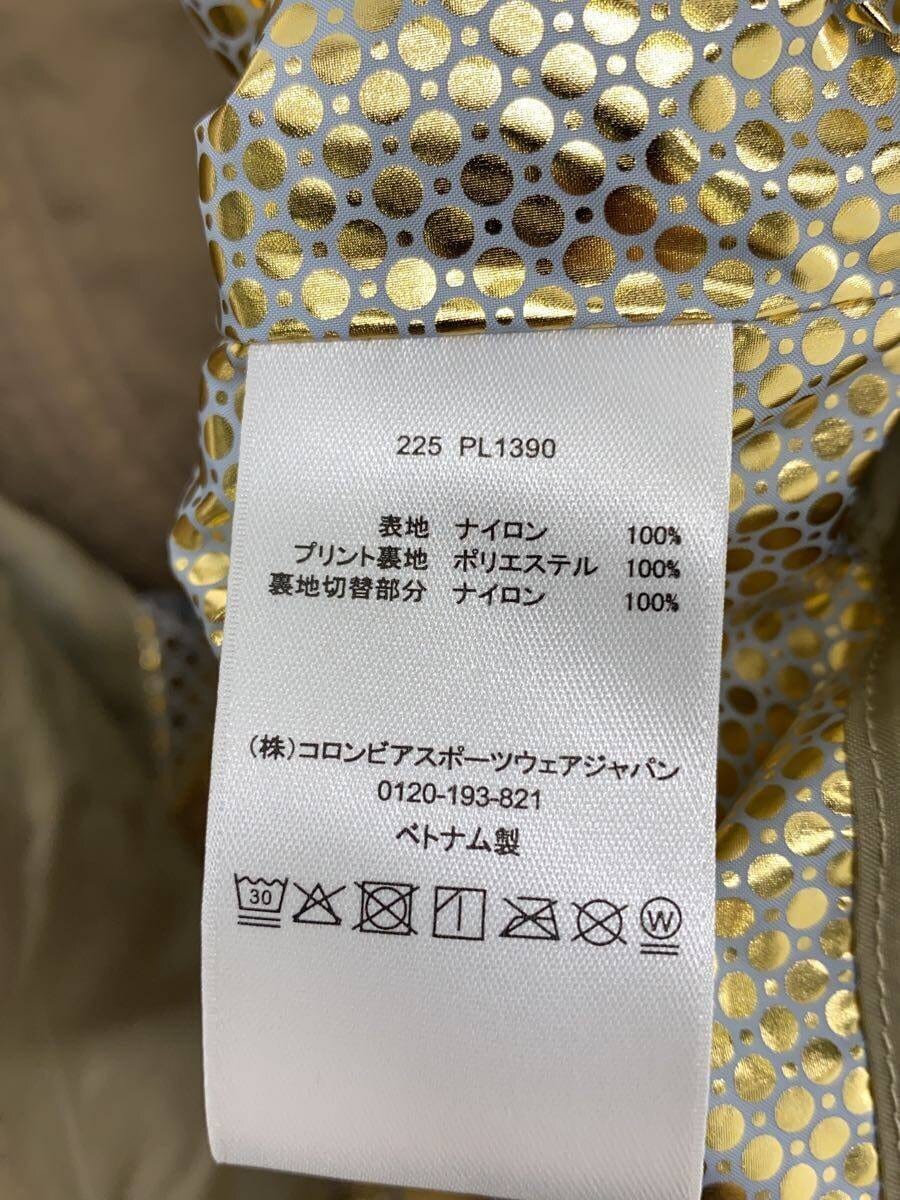 225 PL1390
表地 ナイロン 100%
プリント裏地 ポリエステル 100%
裏地切替部分 ナイロン 100%
(株)コロンビアスポーツウェアジャパン
0120-193-821
ベトナム製
30
W